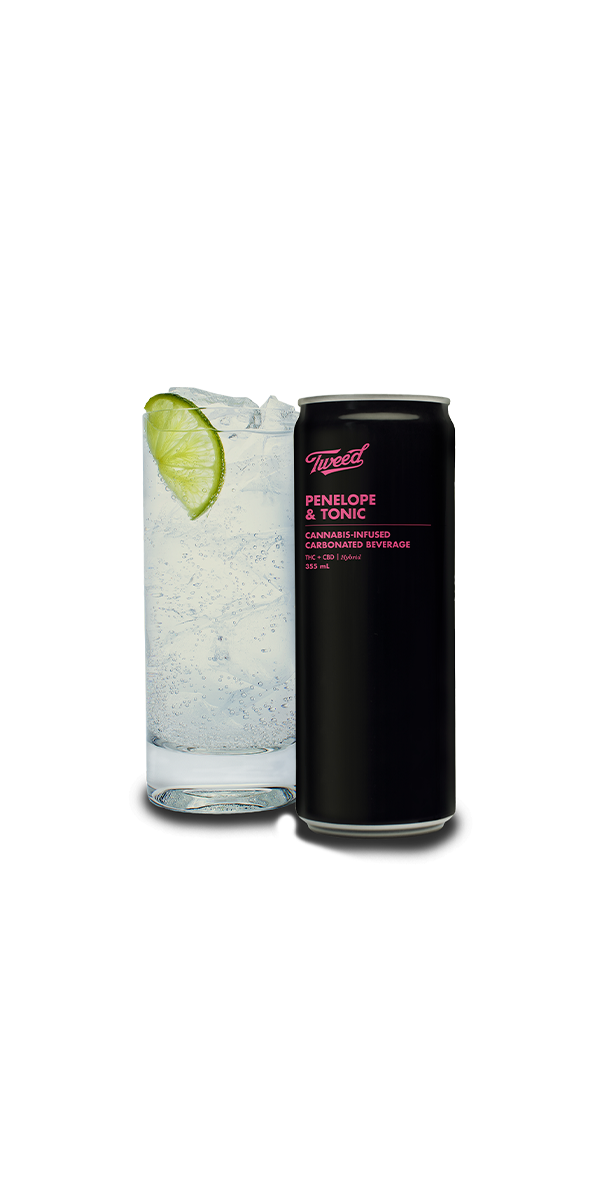 Tweed
PENELOPE
& TONIC
CANNABIS-INFUSED
CARBONATED BEVERAGE
THC + CBD | Hybrid
355 mL